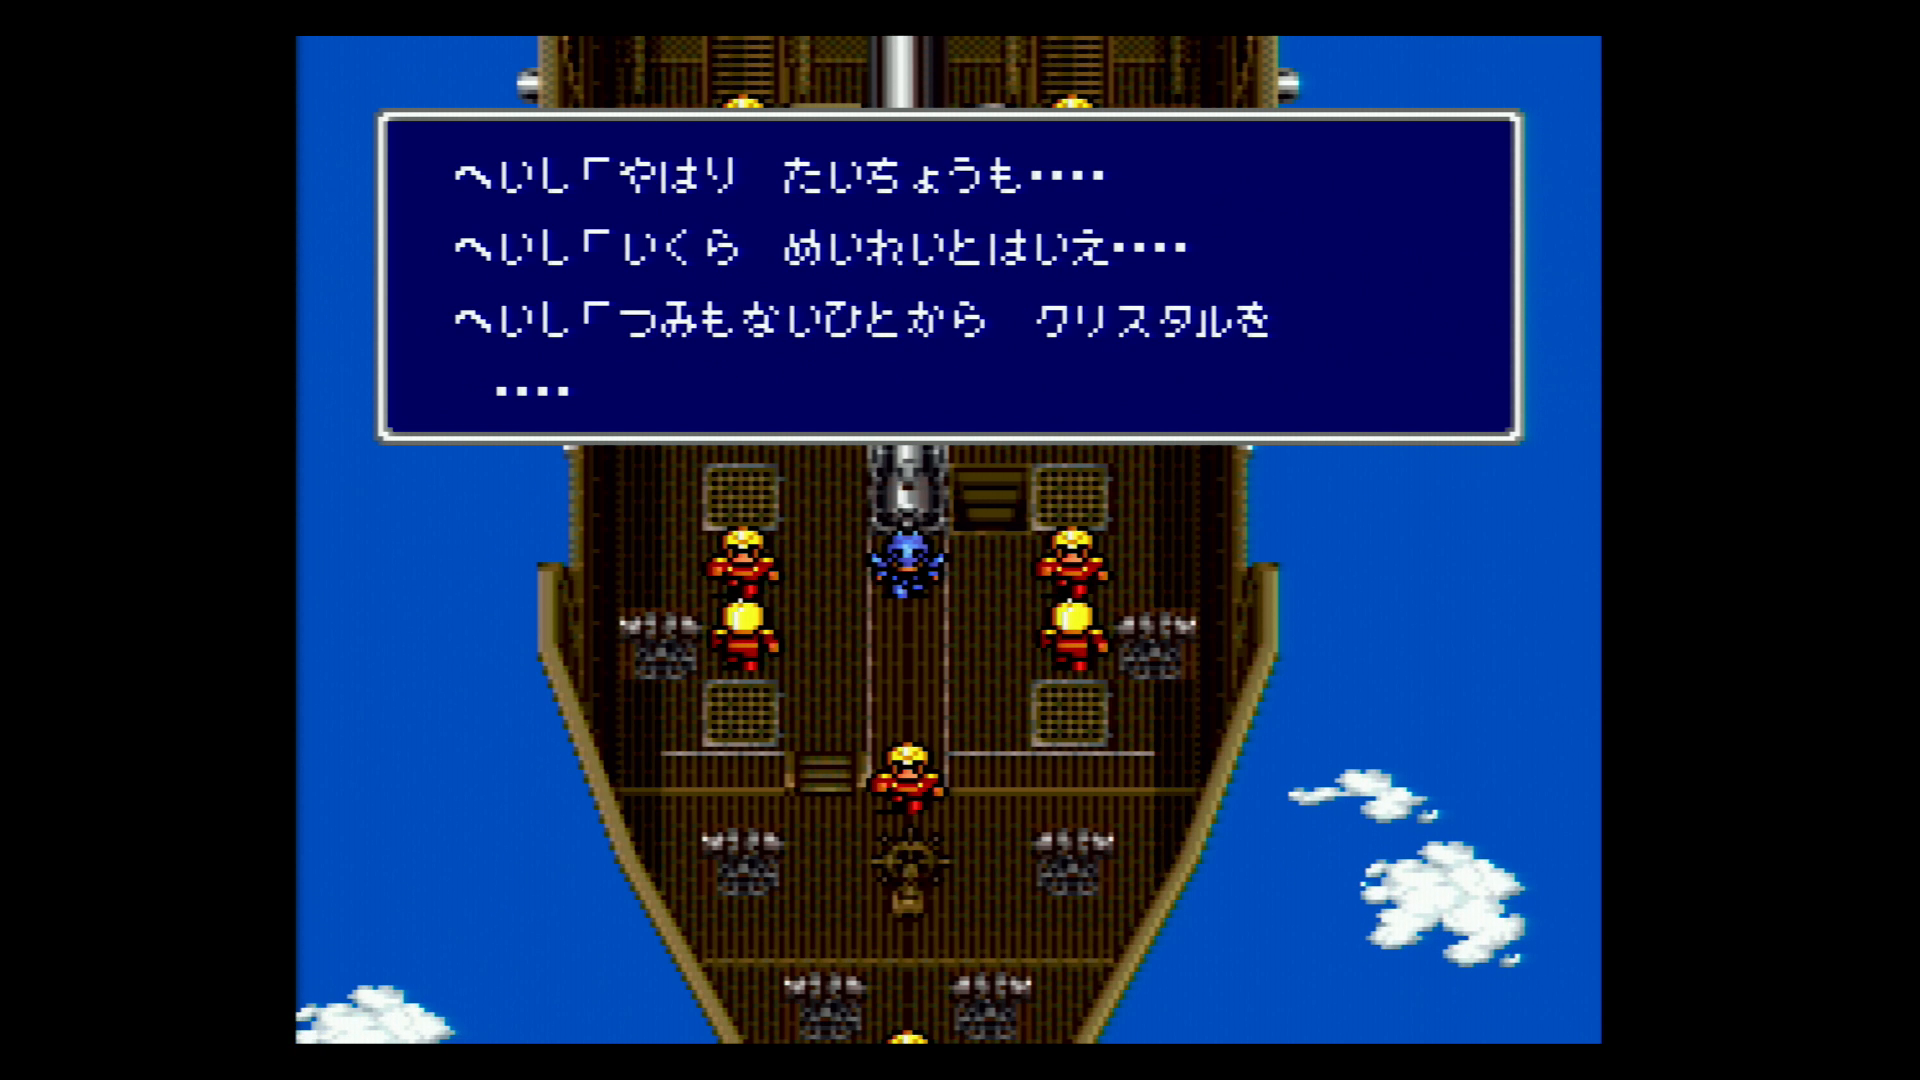 へいし「やはり　たいちょうも････
へいし「いくら　めいれいとはいえ････
へいし「つみもないひとから　クリスタルを
････